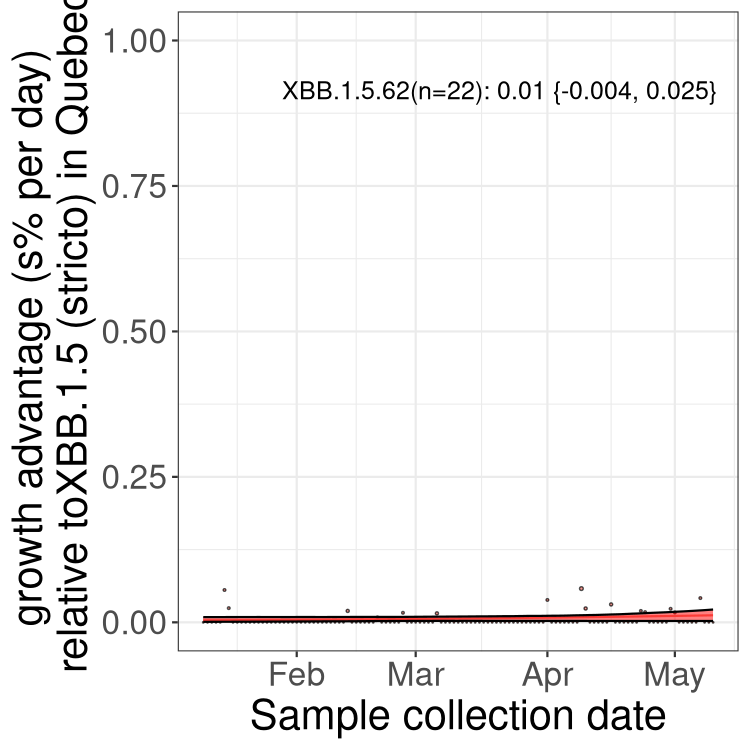 growth advantage (s% per day)
relative toXBB.1.5 (stricto) in Quebec
1.00
0.75
0.50
0.25
0.00
XBB.1.5.62(n=22): 0.01 {-0.004, 0.025}
Feb Mar Apr May
Sample collection date